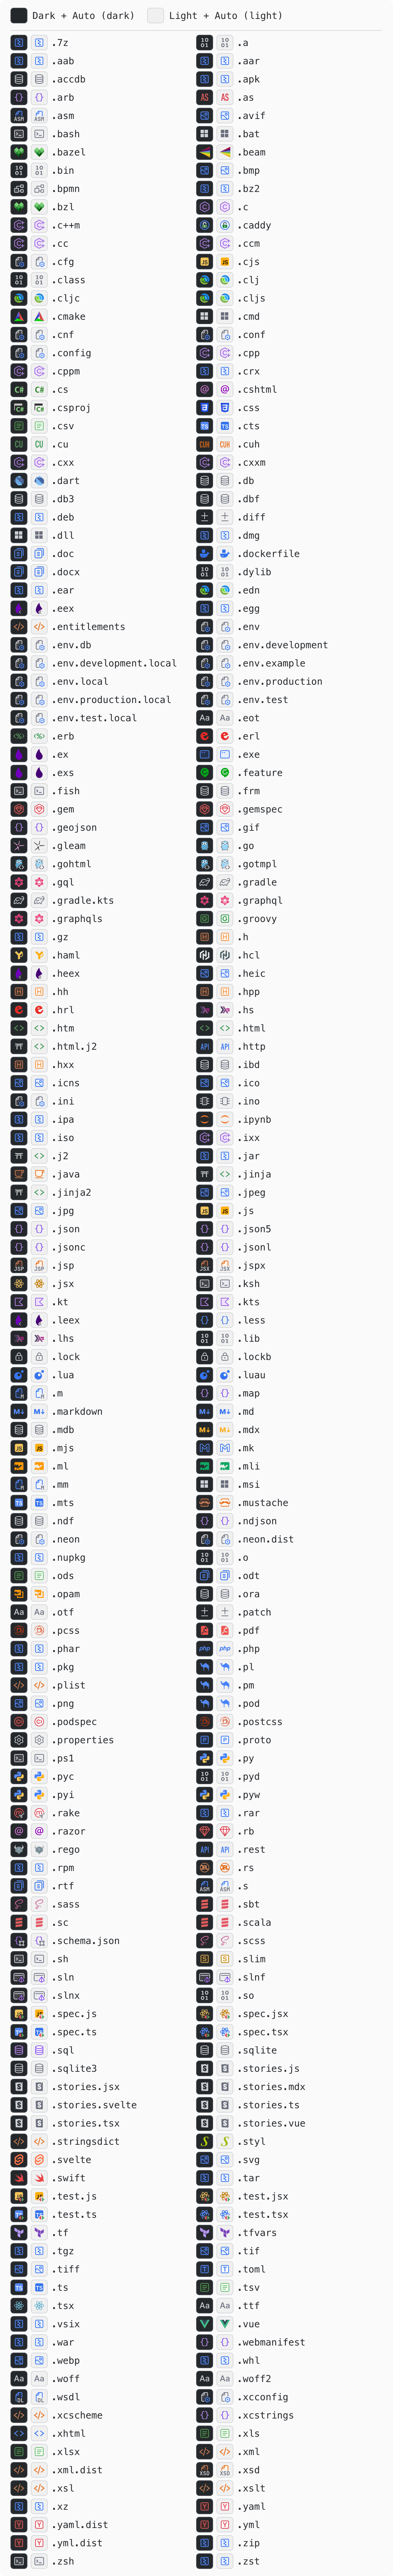 Dark + Auto (dark) Light + Auto (light)
.7z .a
.aab .aar
.accdb .apk
.arb .as
.asm .avif
.bash .bat
.bazel .beam
.bin .bmp
.bpmn .bz2
.bzl .c
.c++m .caddy
.cc .ccm
.cfg .cjs
.class .clj
.cljc .cljs
.cmake .cmd
.cnf .conf
.config .cpp
.cppm .crx
.cs .cshtml
.csproj .css
.csv .cts
.cu .cuh
.cxx .cxxm
.dart .db
.db3 .dbf
.deb .diff
.dll .dmg
.doc .dockerfile
.docx .dylib
.ear .edn
.eex .egg
.entitlements .env
.env.db .env.development
.env.development.local .env.example
.env.local .env.production
.env.production.local .env.test
.env.test.local .eot
.erb .erl
.ex .exe
.exs .feature
.fish .frm
.gem .gemspec
.geojson .gif
.gleam .go
.gohtml .gotmpl
.gql .gradle
.gradle.kts .graphql
.graphqls .groovy
.gz .h
.haml .hcl
.heex .heic
.hh .hpp
.hrl .hs
.htm .html
.html.j2 .http
.hxx .ibd
.icns .ico
.ini .ino
.ipa .ipynb
.iso .ixx
.j2 .jar
.java .jinja
.jinja2 .jpeg
.jpg .js
.json .json5
.jsonc .jsonl
.jsp .jspx
.jsx .ksh
.kt .kts
.leex .less
.lhs .lib
.lock .lockb
.lua .luau
.m .map
.markdown .md
.mdb .mdx
.mjs .mk
.ml .mli
.mm .msi
.mts .mustache
.ndf .ndjson
.neon .neon.dist
.nupkg .o
.ods .odt
.opam .ora
.otf .patch
.pcss .pdf
.phar .php
.pkg .pl
.plist .pm
.png .pod
.podspec .postcss
.properties .proto
.ps1 .py
.pyc .pyd
.pyi .pyw
.rake .rar
.razor .rb
.rego .rest
.rpm .rs
.rtf .s
.sass .sbt
.sc .scala
.schema.json .scss
.sh .slim
.sln .slnf
.slnx .so
.spec.js .spec.jsx
.spec.ts .spec.tsx
.sql .sqlite
.sqlite3 .stories.js
.stories.jsx .stories.mdx
.stories.svelte .stories.ts
.stories.tsx .stories.vue
.stringsdict .styl
.svelte .svg
.swift .tar
.test.js .test.jsx
.test.ts .test.tsx
.tf .tfvars
.tgz .tif
.tiff .toml
.ts .tsv
.tsx .ttf
.vsix .vue
.war .webmanifest
.webp .whl
.woff .woff2
.wsdl .xcconfig
.xcscheme .xcstrings
.xhtml .xls
.xlsx .xml
.xml.dist .xsd
.xsl .xslt
.xz .yaml
.yaml.dist .yml
.yml.dist .zip
.zsh .zst